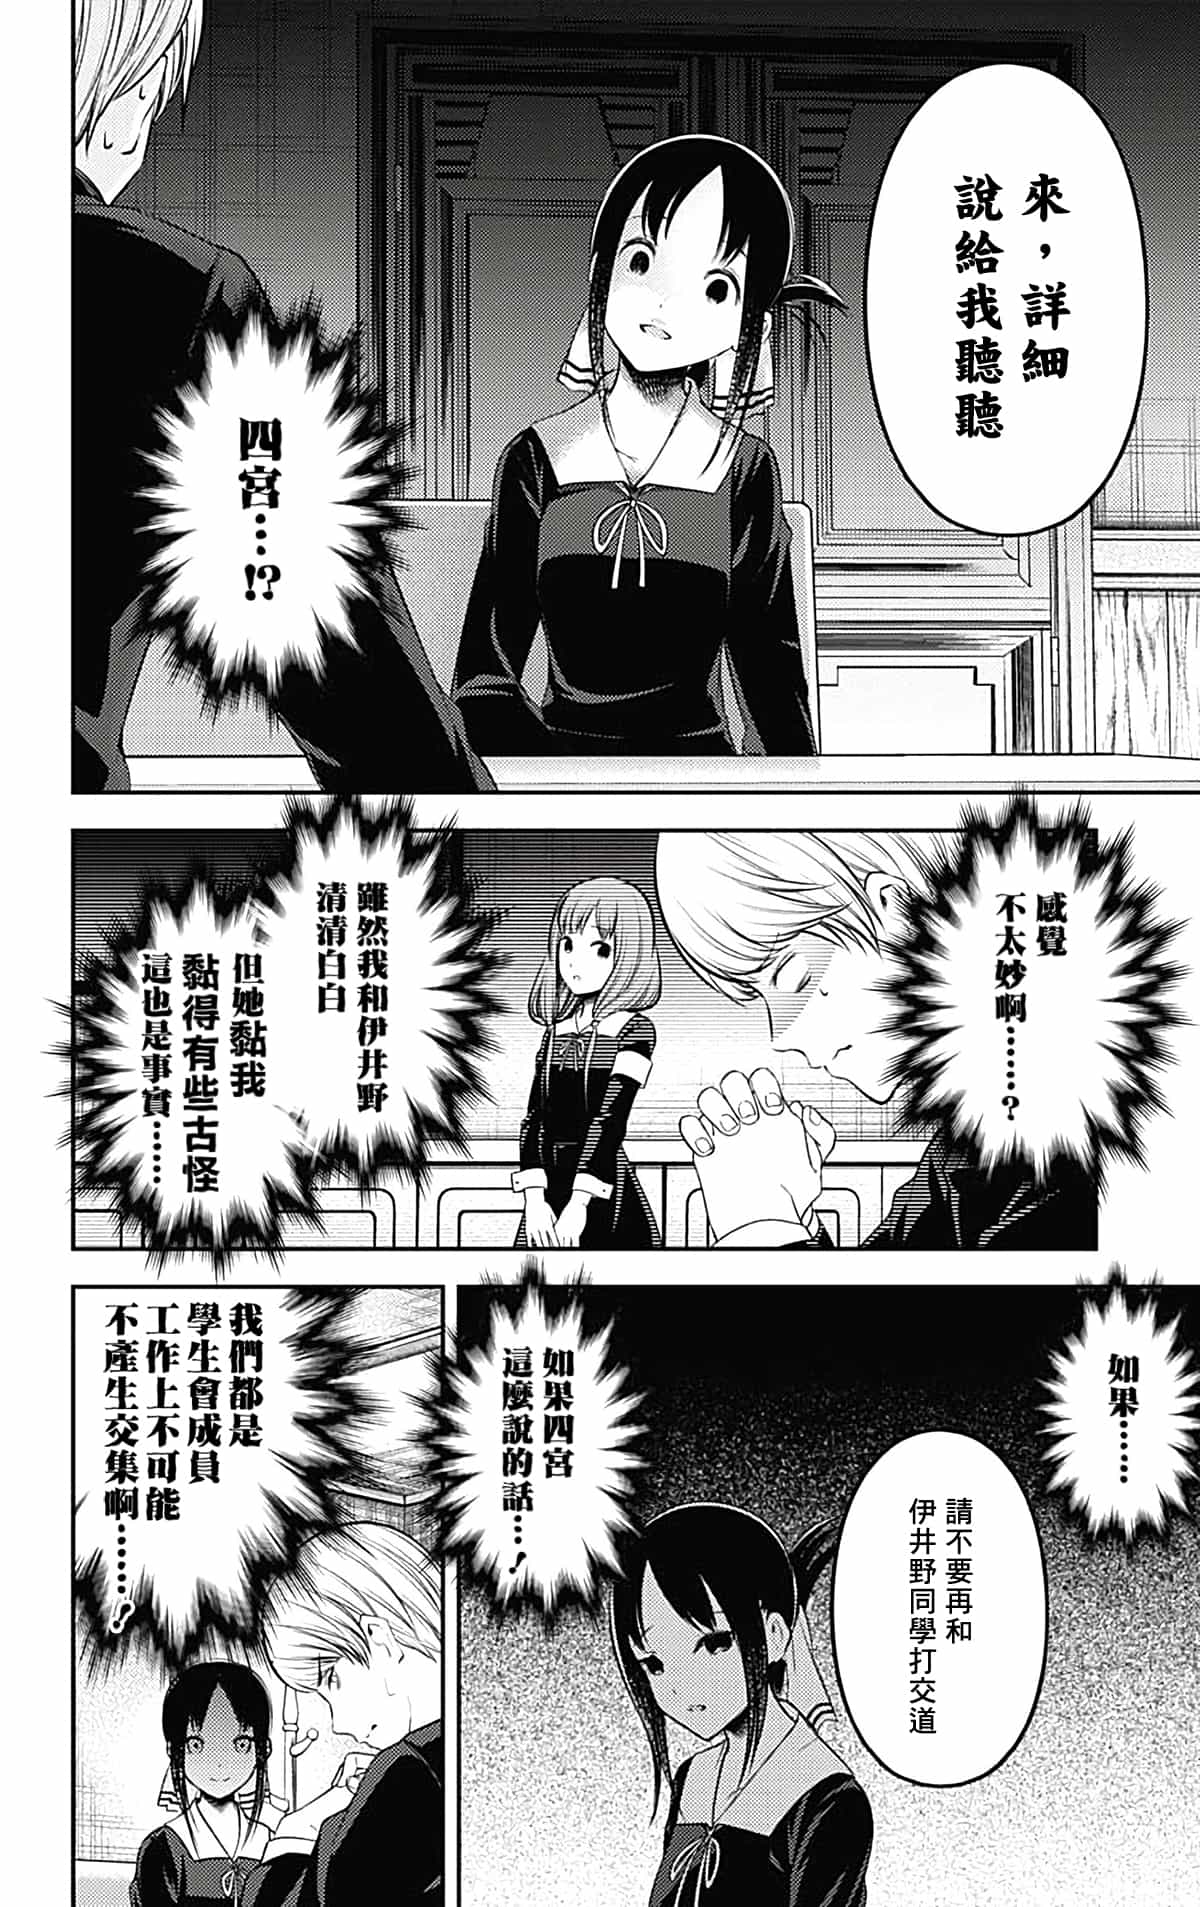 來，詳細
說給我聽聽
四宮…!?
感覺
不太妙啊……?
雖然我和伊井野
清清白白
但她黏我
黏得有些古怪
這也是事實……
如果……
請不要再和
伊井野同學打交道
如果四宮
這麼說的話…!
我們都是
學生會成員
工作上不可能
不產生交集啊……!